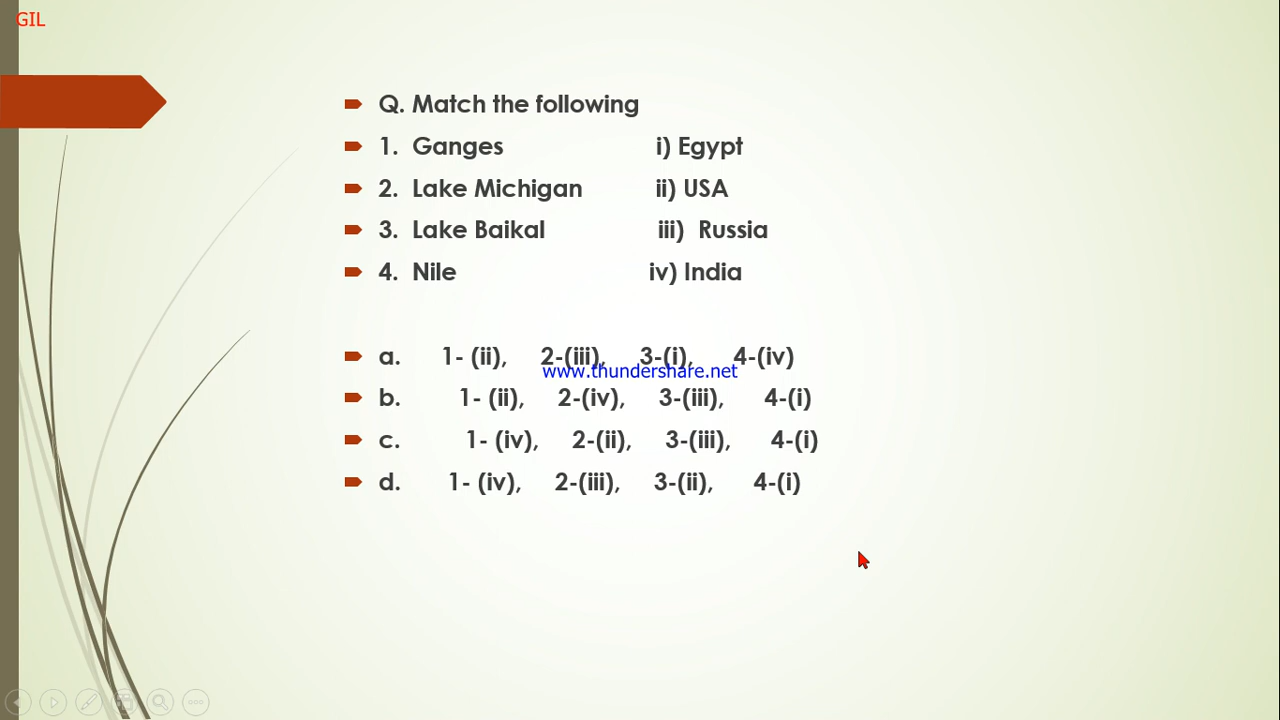 GIL
Q. Match the following
1. Ganges i) Egypt
2. Lake Michigan ii) USA
3. Lake Baikal iii) Russia
4. Nile iv) India
a. 1- (ii), 2-(iii), 3-(i), 4-(iv)
www.thundershare.net
b. 1- (ii), 2-(iv), 3-(iii), 4-(i)
c. 1- (iv), 2-(ii), 3-(iii), 4-(i)
d. 1- (iv), 2-(iii), 3-(ii), 4-(i)